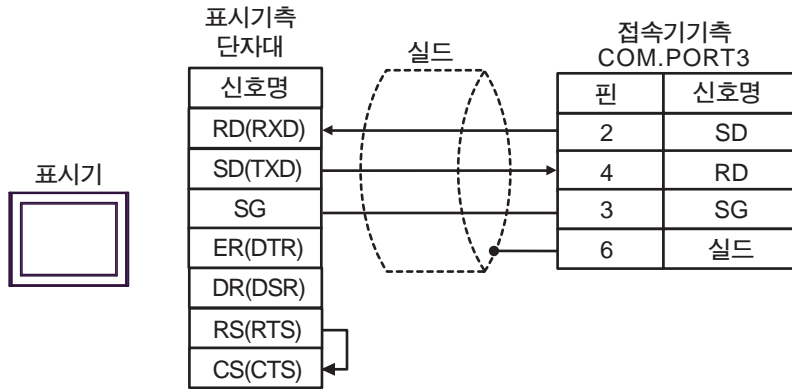 표시기
표시기측
단자대
신호명
RD(RXD)
SD(TXD)
SG
ER(DTR)
DR(DSR)
RS(RTS)
CS(CTS)
실드
접속기기측
COM.PORT3
핀 신호명
2 SD
4 RD
3 SG
6 실드